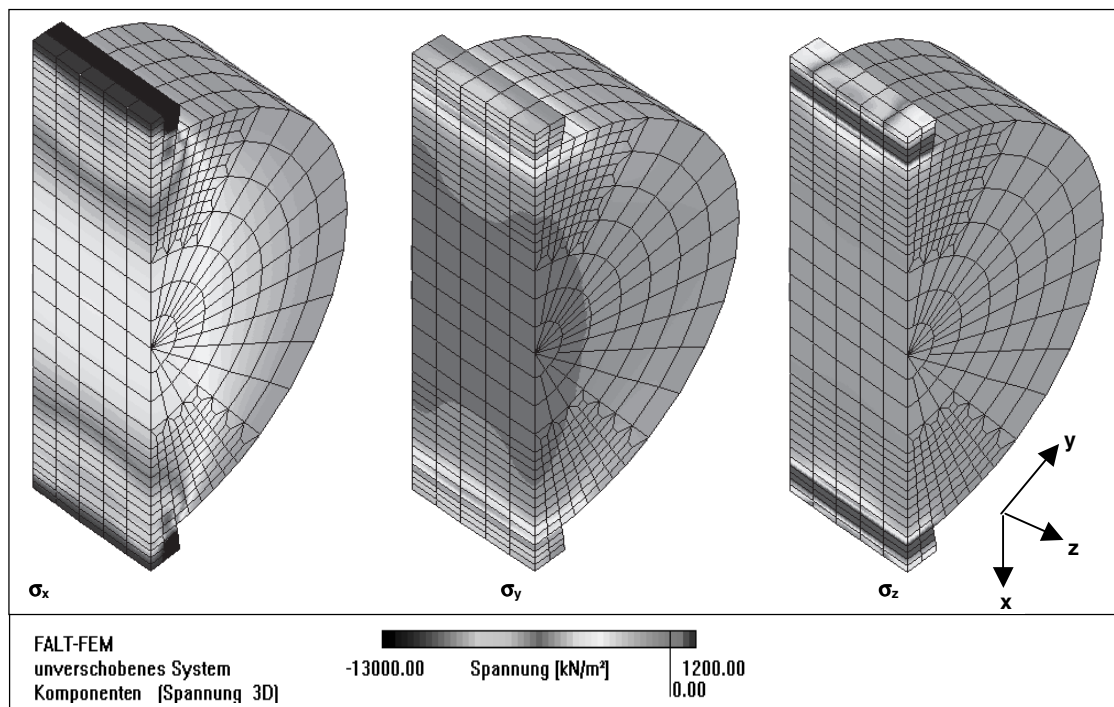 y
z
x
σx
σy
σz
FALT-FEM
unverschobenes System
Komponenten (Spannung 3D)
-13000.00 Spannung [kN/m²] 1200.00
0.00